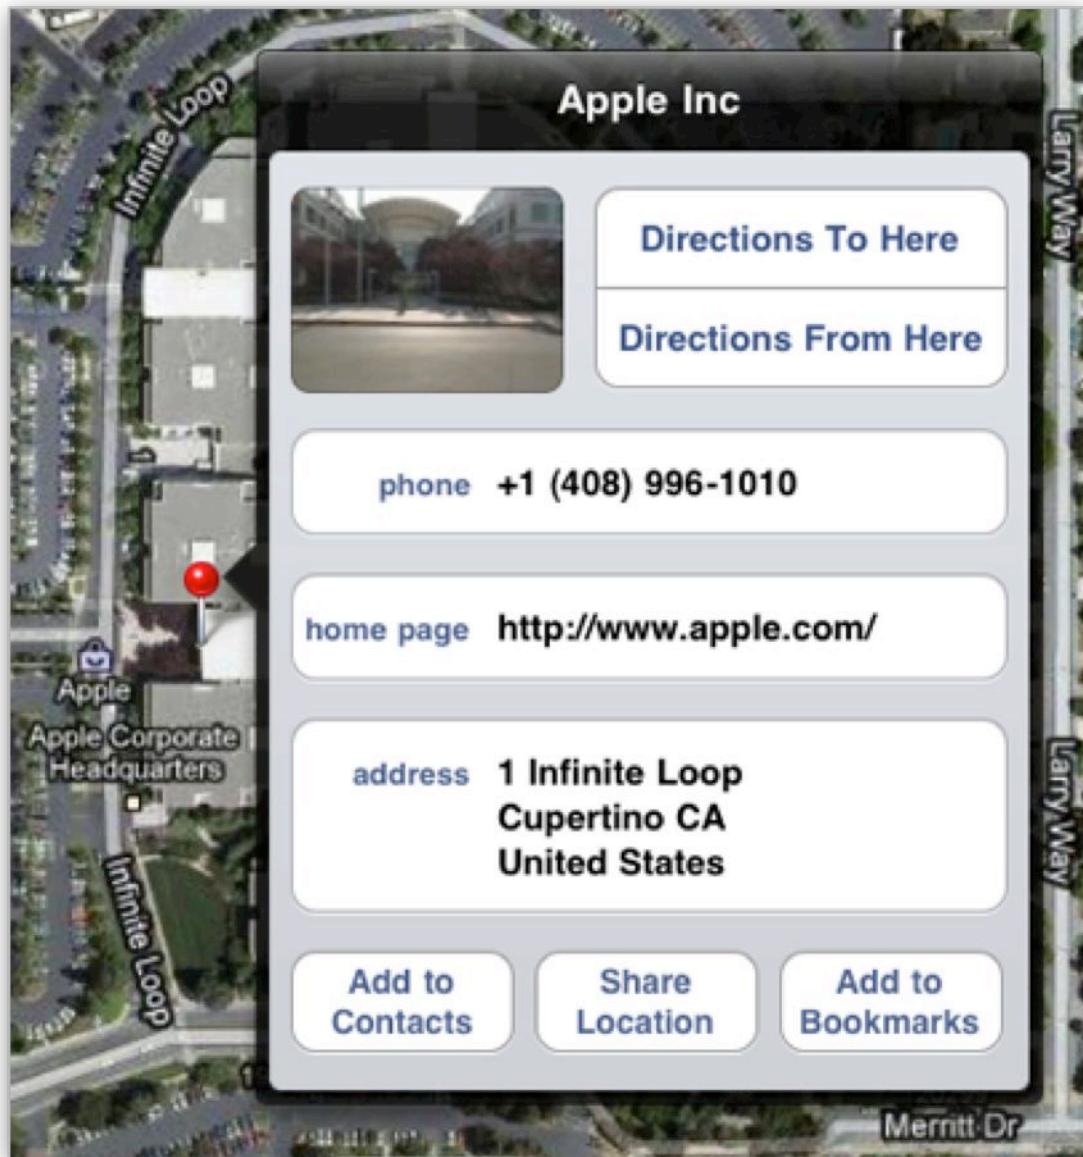 Apple Inc
Directions To Here
Directions From Here
phone +1 (408) 996-1010
home page http://www.apple.com/
address 1 Infinite Loop
Cupertino CA
United States
Add to
Contacts
Share
Location
Add to
Bookmarks
Infinite Loop
Larry Way
1
Apple
Apple Corporate
Headquarters
Infinite Loop
Larry Way
Merritt Dr